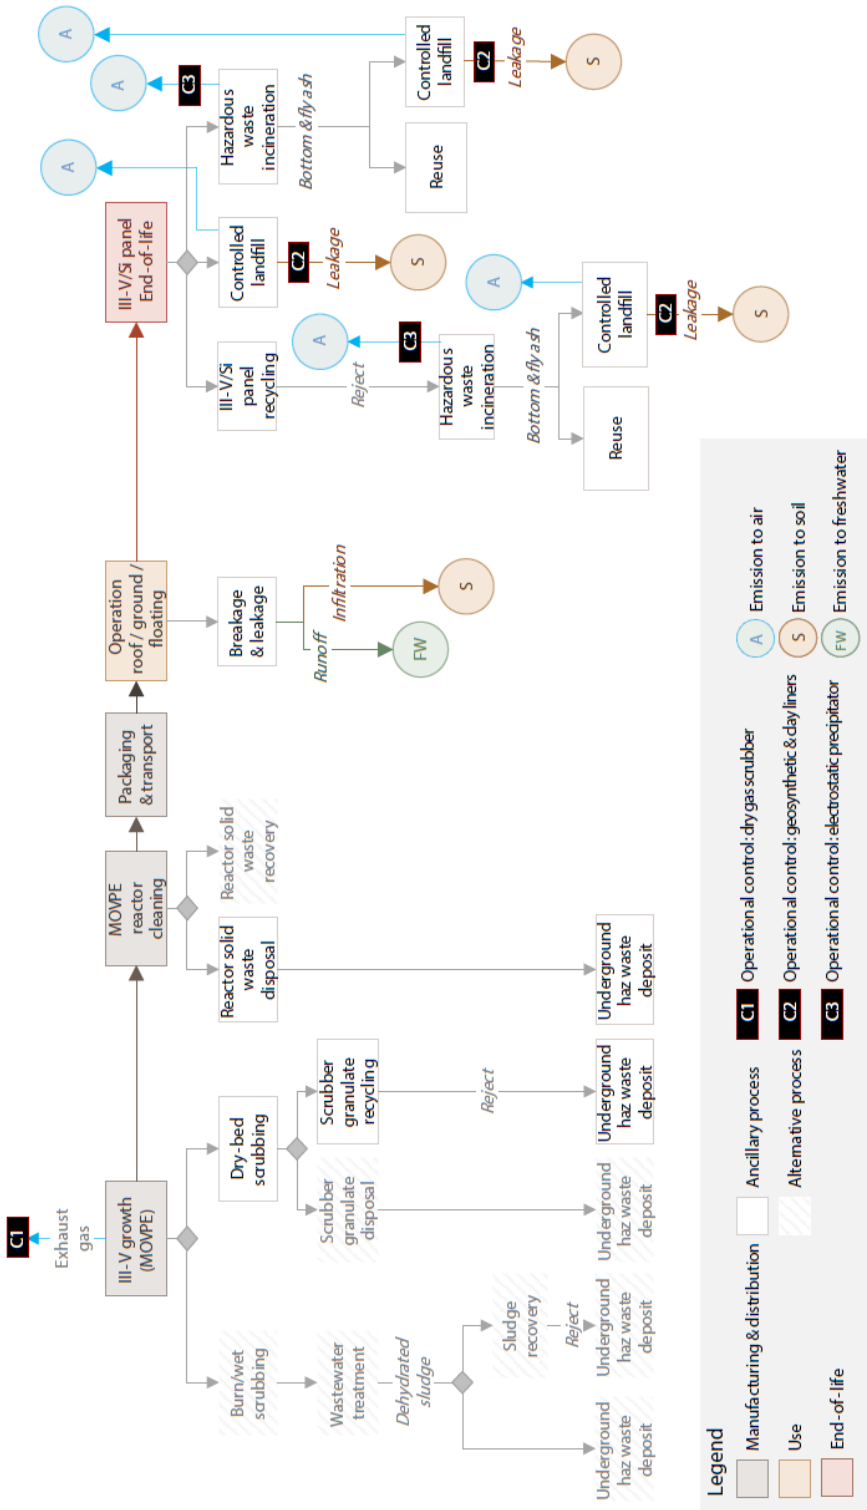 C1
Exhaust
gas
III-V growth
(MOVPE)
MOVPE
reactor
cleaning
Packaging
& transport
Operation
roof / ground /
floating
III-V/Si panel
End-of-life
Burn/wet
scrubbing
Wastewater
treatment
Dehydrated
sludge
Underground
haz waste
deposit
Sludge
recovery
Reject
Underground
haz waste
deposit
Dry-bed
scrubbing
Scrubber
granulate
disposal
Underground
haz waste
deposit
Scrubber
granulate
recycling
Reject
Underground
haz waste
deposit
Reactor solid
waste
disposal
Underground
haz waste
deposit
Reactor solid
waste
recovery
Breakage
& leakage
Runoff
FW
Infiltration
S
III-V/Si
panel
recycling
Reject
Hazardous
waste
incineration
C3
A
Bottom & fly ash
Reuse
Controlled
landfill
A
C2
Leakage
S
Controlled
landfill
A
C2
Leakage
S
Hazardous
waste
incineration
C3
A
Bottom & fly ash
Reuse
Controlled
landfill
A
C2
Leakage
S
Legend
Manufacturing & distribution
Use
End-of-life
Ancillary process
Alternative process
C1 Operational control: dry gas scrubber
C2 Operational control: geosynthetic & clay liners
C3 Operational control: electrostatic precipitator
A Emission to air
S Emission to soil
FW Emission to freshwater